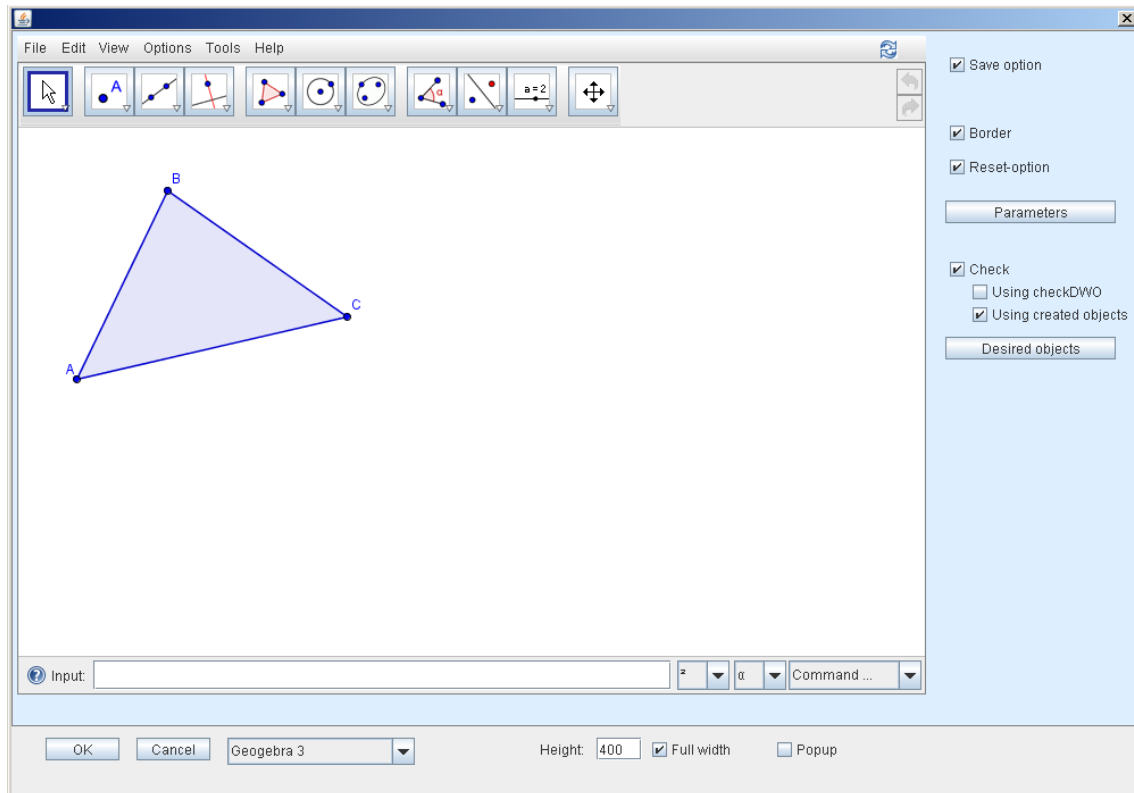 File Edit View Options Tools Help
Save option
A
α
a = 2
Border
Reset-option
B
Parameters
Check
Using checkDWO
C
Using created objects
Desired objects
A
Input:
²
α
Command ...
OK Cancel Geogebra 3 Height: 400 Full width Popup